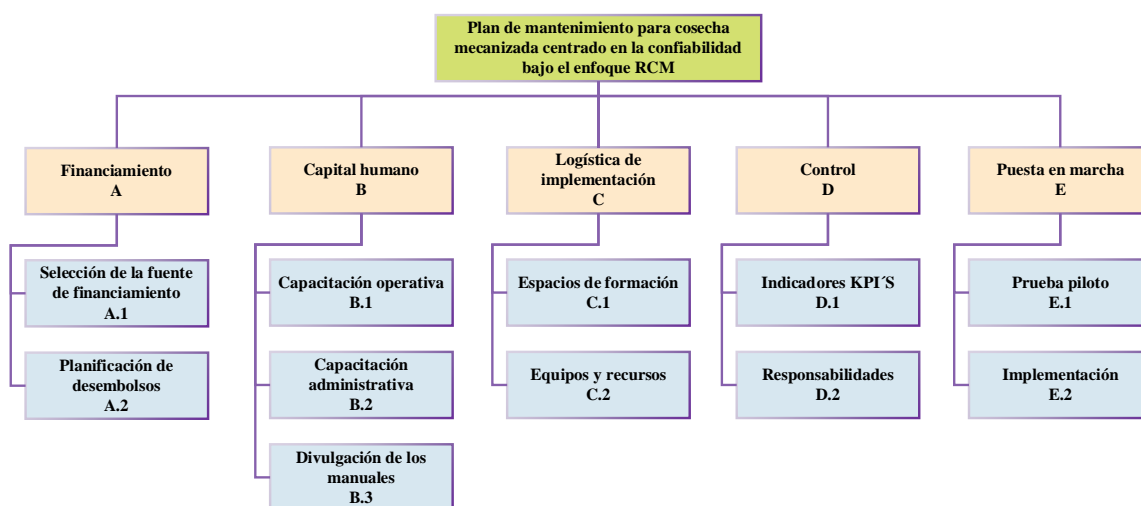 Plan de mantenimiento para cosecha
mecanizada centrado en la confiabilidad
bajo el enfoque RCM
Financiamiento
A
Capital humano
B
Logística de
implementación
C
Control
D
Puesta en marcha
E
Selección de la fuente
de financiamiento
A.1
Capacitación operativa
B.1
Espacios de formación
C.1
Indicadores KPI´S
D.1
Prueba piloto
E.1
Planificación de
desembolsos
A.2
Capacitación
administrativa
B.2
Equipos y recursos
C.2
Responsabilidades
D.2
Implementación
E.2
Divulgación de los
manuales
B.3